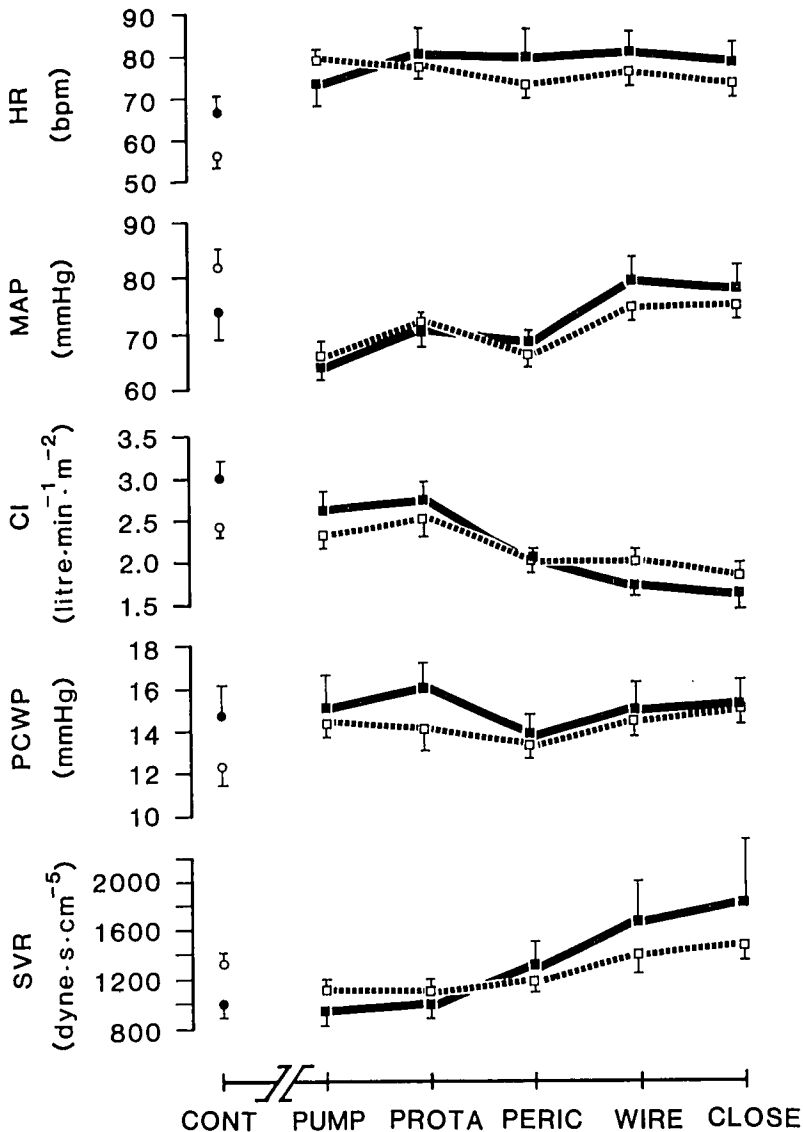 HR
(bpm)
90
80
70
60
50
MAP
(mmHg)
90
80
70
60
CI
(litre·min⁻¹·m⁻²)
3.5
3.0
2.5
2.0
1.5
PCWP
(mmHg)
18
16
14
12
10
SVR
(dyne·s·cm⁻⁵)
2000
1600
1200
800
CONT PUMP PROTA PERIC WIRE CLOSE